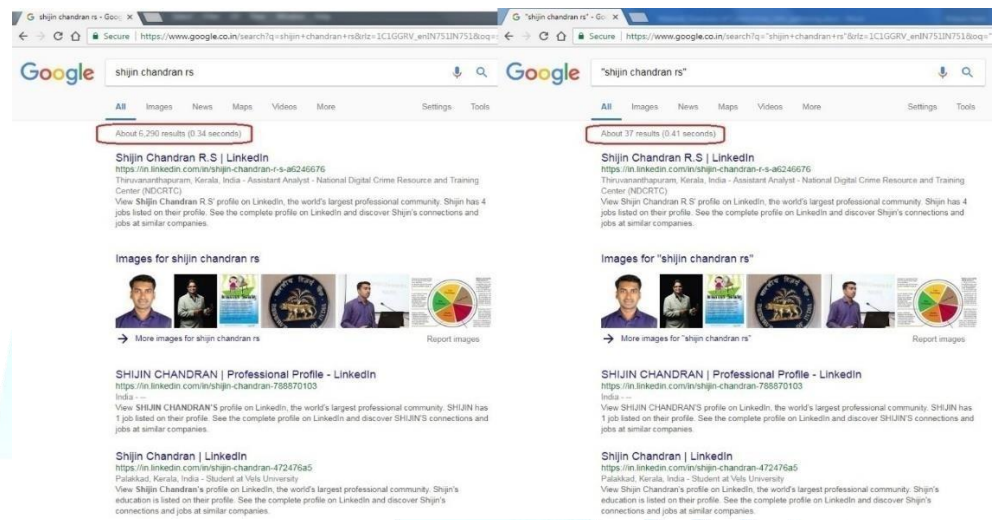 G shijin chandran rs - Goog ×
Secure | https://www.google.co.in/search?q=shijin+chandran+rs&rlz=1C1GGRV_enIN751IN751&oq=
Google
shijin chandran rs
All Images News Maps Videos More Settings Tools
About 6,290 results (0.34 seconds)
Shijin Chandran R.S | LinkedIn
https://in.linkedin.com/in/shijin-chandran-r-s-a6246676
Thiruvananthapuram, Kerala, India - Assistant Analyst - National Digital Crime Resource and Training
Center (NDCRTC)
View Shijin Chandran R.S' profile on LinkedIn, the world's largest professional community. Shijin has 4
jobs listed on their profile. See the complete profile on LinkedIn and discover Shijin's connections and
jobs at similar companies.
Images for shijin chandran rs
More images for shijin chandran rs Report images
SHIJIN CHANDRAN | Professional Profile - LinkedIn
https://in.linkedin.com/in/shijin-chandran-788870103
India - --
View SHIJIN CHANDRAN'S profile on LinkedIn, the world's largest professional community. SHIJIN has
1 job listed on their profile. See the complete profile on LinkedIn and discover SHIJIN'S connections and
jobs at similar companies.
Shijin Chandran | LinkedIn
https://in.linkedin.com/in/shijin-chandran-472476a5
Palakkad, Kerala, India - Student at Vels University
View Shijin Chandran's profile on LinkedIn, the world's largest professional community. Shijin's
education is listed on their profile. See the complete profile on LinkedIn and discover Shijin's
connections and jobs at similar companies.
G "shijin chandran rs" - Go ×
Secure | https://www.google.co.in/search?q="shijin+chandran+rs"&rlz=1C1GGRV_enIN751IN751&oq="
Google
"shijin chandran rs"
All Images News Maps Videos More Settings Tools
About 37 results (0.41 seconds)
Shijin Chandran R.S | LinkedIn
https://in.linkedin.com/in/shijin-chandran-r-s-a6246676
Thiruvananthapuram, Kerala, India - Assistant Analyst - National Digital Crime Resource and Training
Center (NDCRTC)
View Shijin Chandran R.S' profile on LinkedIn, the world's largest professional community. Shijin has 4
jobs listed on their profile. See the complete profile on LinkedIn and discover Shijin's connections and
jobs at similar companies.
Images for "shijin chandran rs"
More images for "shijin chandran rs" Report images
SHIJIN CHANDRAN | Professional Profile - LinkedIn
https://in.linkedin.com/in/shijin-chandran-788870103
India - --
View SHIJIN CHANDRAN'S profile on LinkedIn, the world's largest professional community. SHIJIN has
1 job listed on their profile. See the complete profile on LinkedIn and discover SHIJIN'S connections and
jobs at similar companies.
Shijin Chandran | LinkedIn
https://in.linkedin.com/in/shijin-chandran-472476a5
Palakkad, Kerala, India - Student at Vels University
View Shijin Chandran's profile on LinkedIn, the world's largest professional community. Shijin's
education is listed on their profile. See the complete profile on LinkedIn and discover Shijin's
connections and jobs at similar companies.